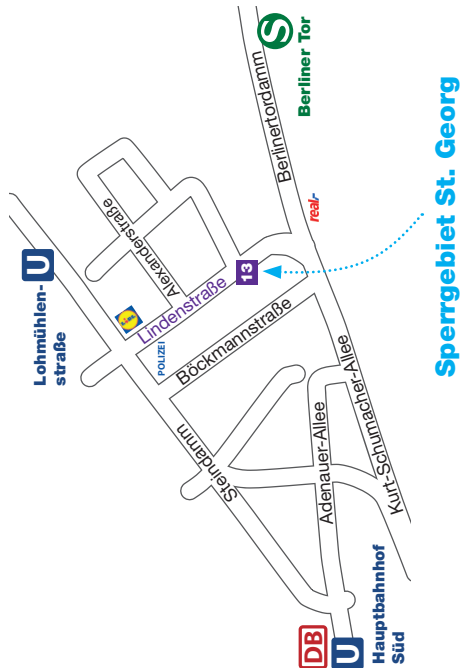 Lohmühlen-
straße
U
S
Berliner Tor
Berlinertordamm
real,-
Alexanderstraße
LIDL
Lindenstraße
13
POLIZEI
Böckmannstraße
Steindamm
Adenauer-Allee
Kurt-Schumacher-Allee
DB
U
Hauptbahnhof
Süd
Sperrgebiet St. Georg